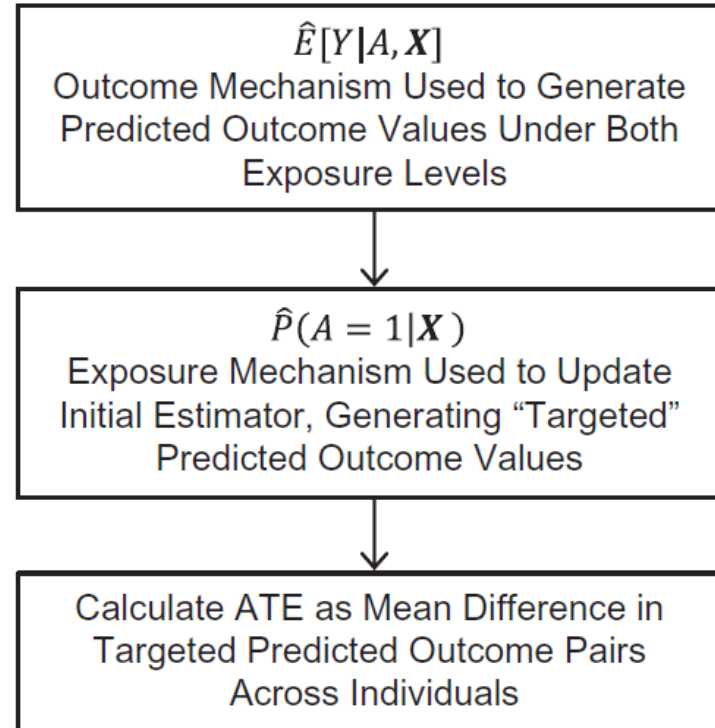 Ê[Y|A, X]
Outcome Mechanism Used to Generate
Predicted Outcome Values Under Both
Exposure Levels
P̂(A = 1|X )
Exposure Mechanism Used to Update
Initial Estimator, Generating “Targeted”
Predicted Outcome Values
Calculate ATE as Mean Difference in
Targeted Predicted Outcome Pairs
Across Individuals